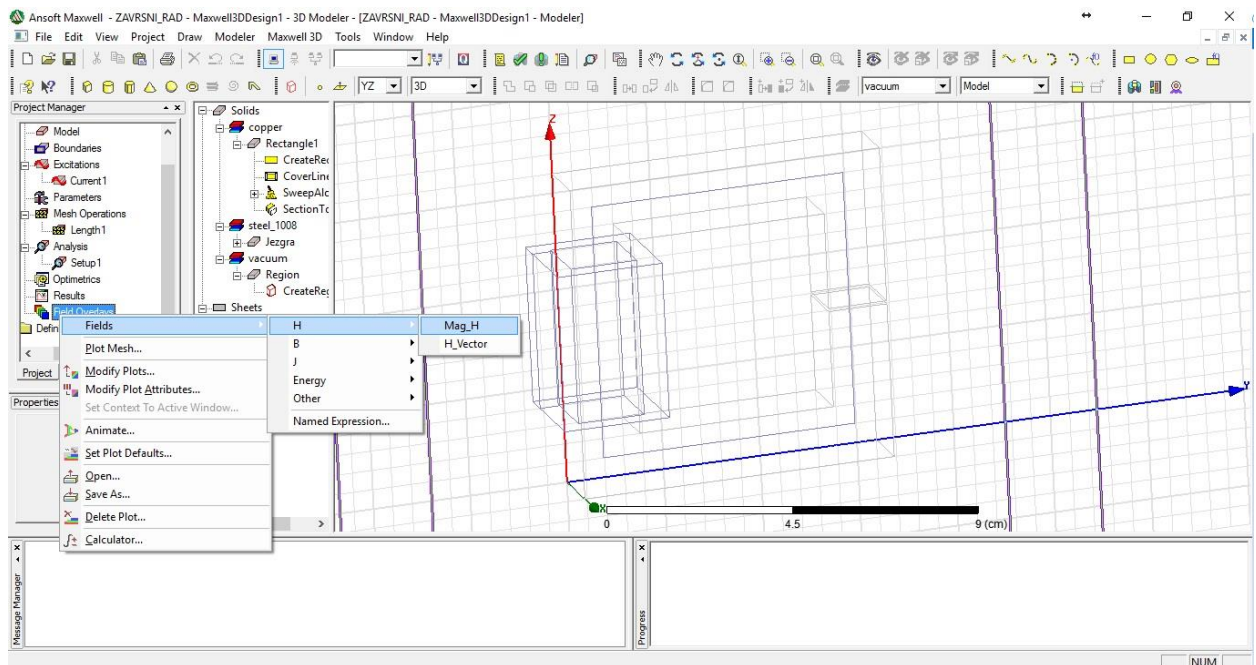 Ansoft Maxwell - ZAVRSNI_RAD - Maxwell3DDesign1 - 3D Modeler - [ZAVRSNI_RAD - Maxwell3DDesign1 - Modeler]
File Edit View Project Draw Modeler Maxwell 3D Tools Window Help
YZ 3D vacuum Model
Project Manager
Model
Boundaries
Excitations
Current1
Parameters
Mesh Operations
Length1
Analysis
Setup1
Optimetrics
Results
Field Overlays
Defin
Project
Properties
Solids
copper
Rectangle1
CreateRec
CoverLine
SweepAlc
SectionTc
steel_1008
Jezgra
vacuum
Region
CreateReg
Sheets
Fields
Plot Mesh...
Modify Plots...
Modify Plot Attributes...
Set Context To Active Window...
Animate...
Set Plot Defaults...
Open...
Save As...
Delete Plot...
Calculator...
H
B
J
Energy
Other
Named Expression...
Mag_H
H_Vector
Z
Y
X
0 4.5 9 (cm)
Message Manager
Progress
NUM